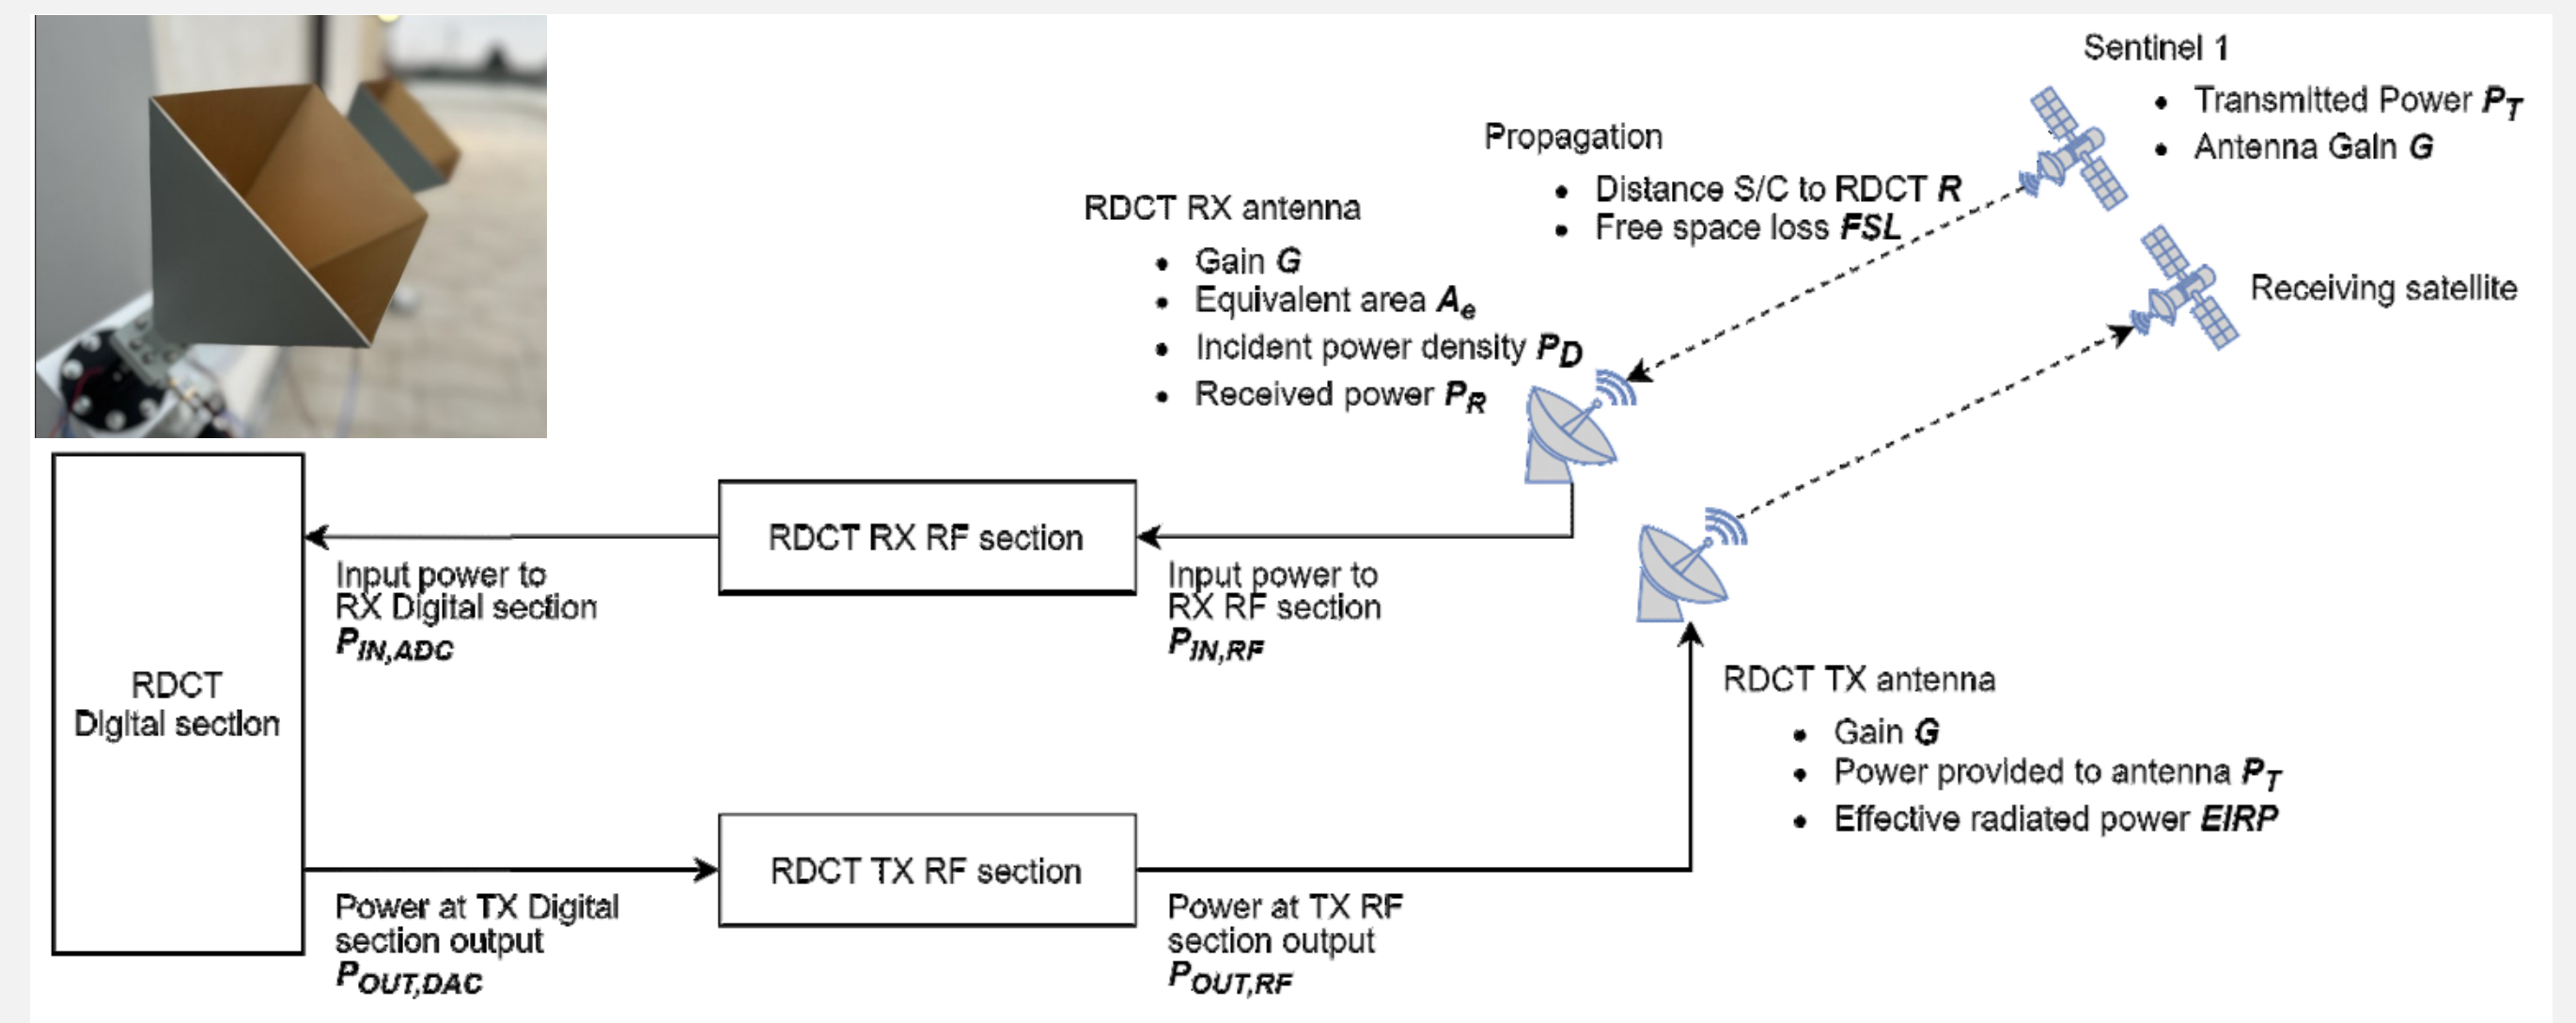 Sentinel 1
• Transmitted Power P_T
• Antenna Gain G
Propagation
• Distance S/C to RDCT R
• Free space loss FSL
RDCT RX antenna
• Gain G
• Equivalent area A_e
• Incident power density P_D
• Received power P_R
Receiving satellite
RDCT RX RF section
Input power to
RX Digital section
P_IN,ADC
Input power to
RX RF section
P_IN,RF
RDCT
Digital section
RDCT TX antenna
• Gain G
• Power provided to antenna P_T
• Effective radiated power EIRP
RDCT TX RF section
Power at TX Digital
section output
P_OUT,DAC
Power at TX RF
section output
P_OUT,RF